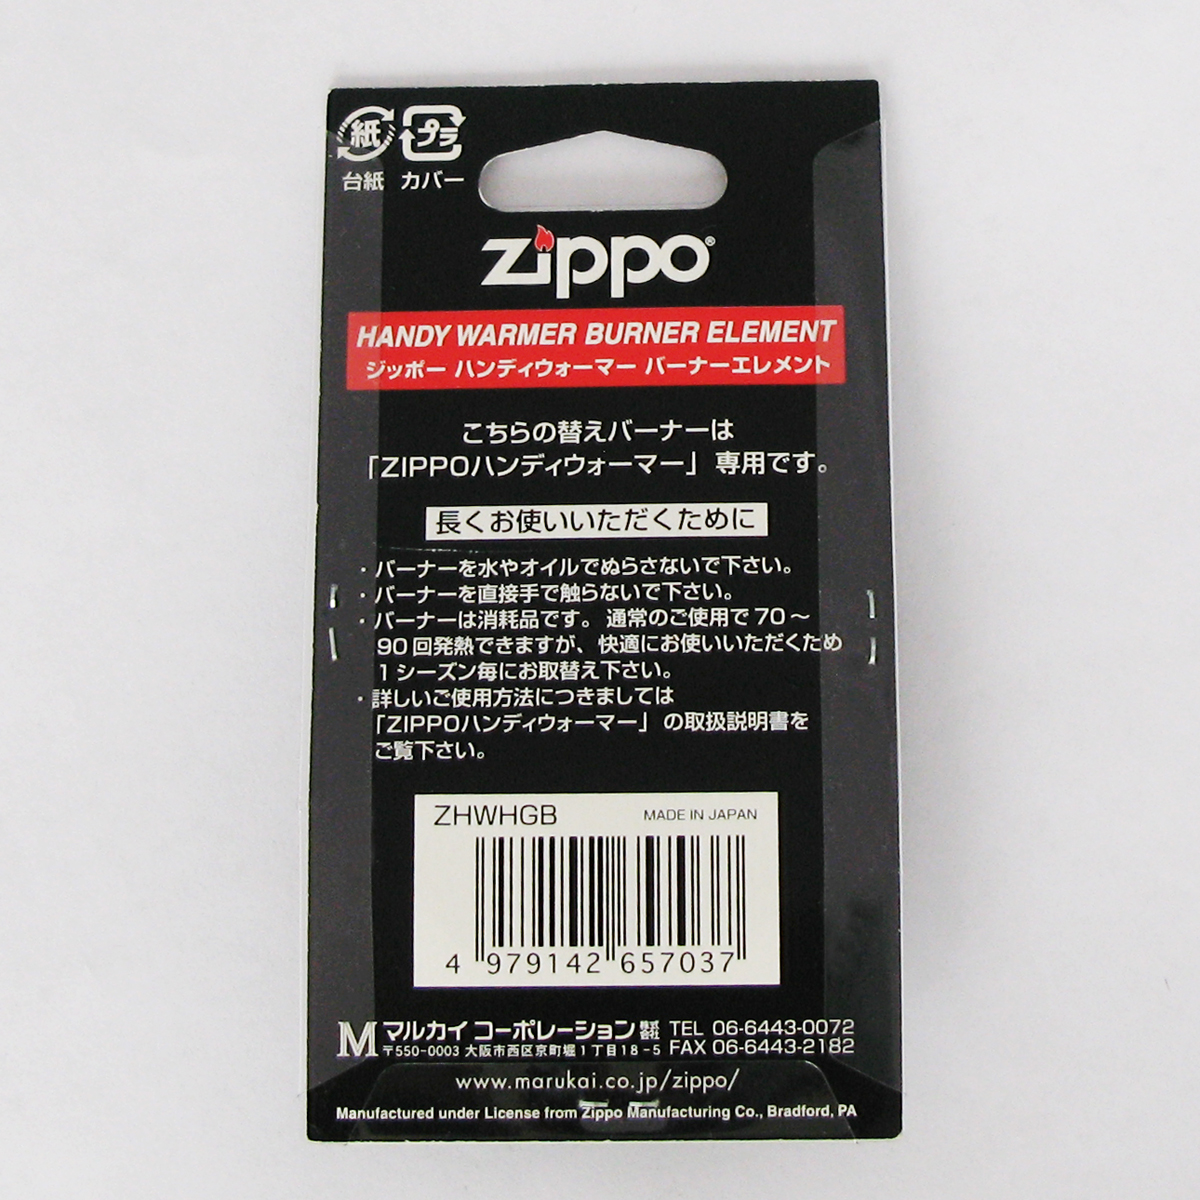 紙 プラ
台紙 カバー
zippo®
HANDY WARMER BURNER ELEMENT
ジッポー ハンディウォーマー バーナーエレメント
こちらの替えバーナーは
「ZIPPOハンディウォーマー」専用です。
長くお使いいただくために
・バーナーを水やオイルでぬらさないで下さい。
・バーナーを直接手で触らないで下さい。
・バーナーは消耗品です。通常のご使用で70～
90回発熱できますが、快適にお使いいただくため
1シーズン毎にお取替え下さい。
・詳しいご使用方法につきましては
「ZIPPOハンディウォーマー」の取扱説明書を
ご覧下さい。
ZHWHGB MADE IN JAPAN
4 979142 657037
M マルカイ コーポレーション株式会社 TEL 06-6443-0072
〒550-0003 大阪市西区京町堀1丁目18-5 FAX 06-6443-2182
www.marukai.co.jp/zippo/
Manufactured under License from Zippo Manufacturing Co., Bradford, PA